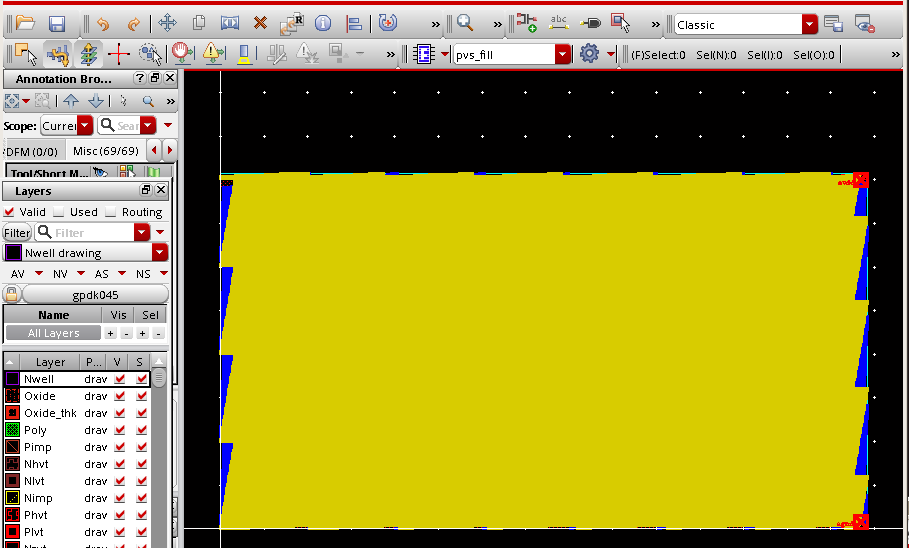 abc
Classic
pvs_fill
(F)Select:0 Sel(N):0 Sel(I):0 Sel(O):0
Annotation Bro...
Scope: Currer Sear
DFM (0/0) Misc (69/69)
Tool/Short M...
Layers
Valid Used Routing
Filter Filter
Nwell drawing
AV NV AS NS
gpdk045
Name Vis Sel
All Layers + - + -
Layer P... V S
Nwell drav
Oxide drav
Oxide_thk drav
Poly drav
Pimp drav
Nhvt drav
Nlvt drav
Nimp drav
Phvt drav
Plvt drav